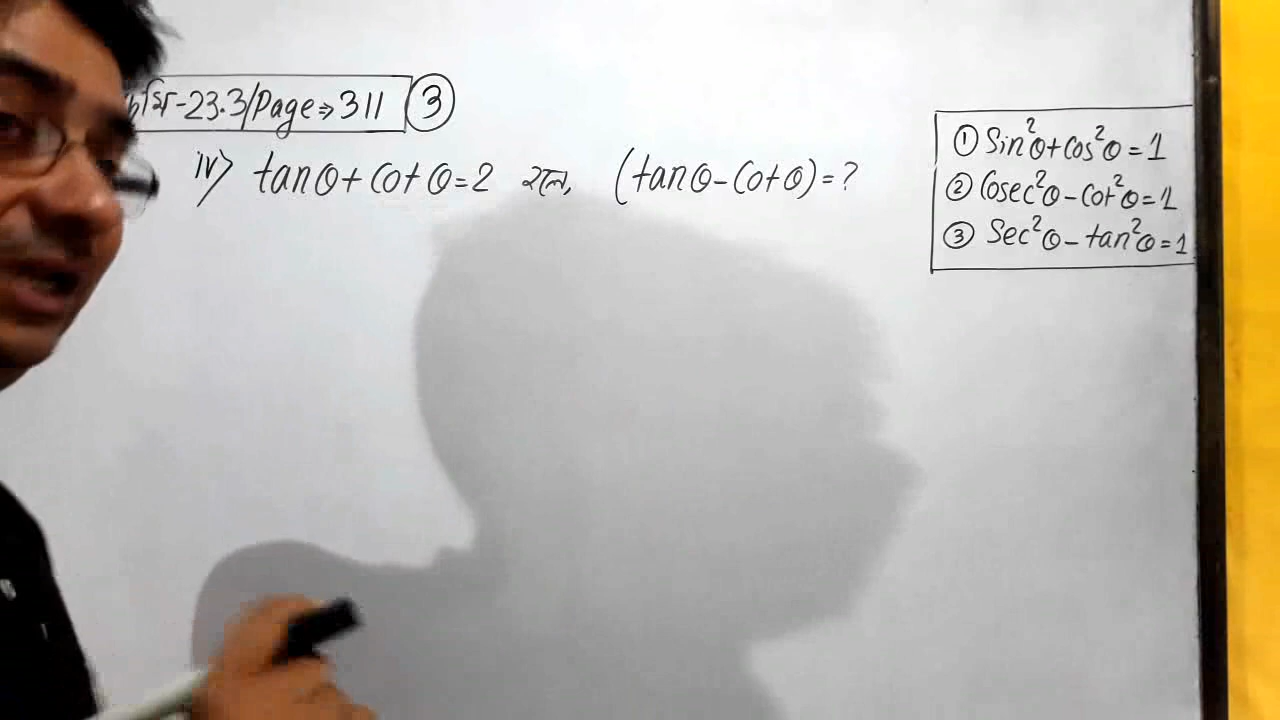 -23.3/Page⇒311 ③
iv) tanθ+cotθ=2 হলে, (tanθ-cotθ)=?
① Sin²θ+cos²θ=1
② Cosec²θ-cot²θ=1
③ Sec²θ-tan²θ=1